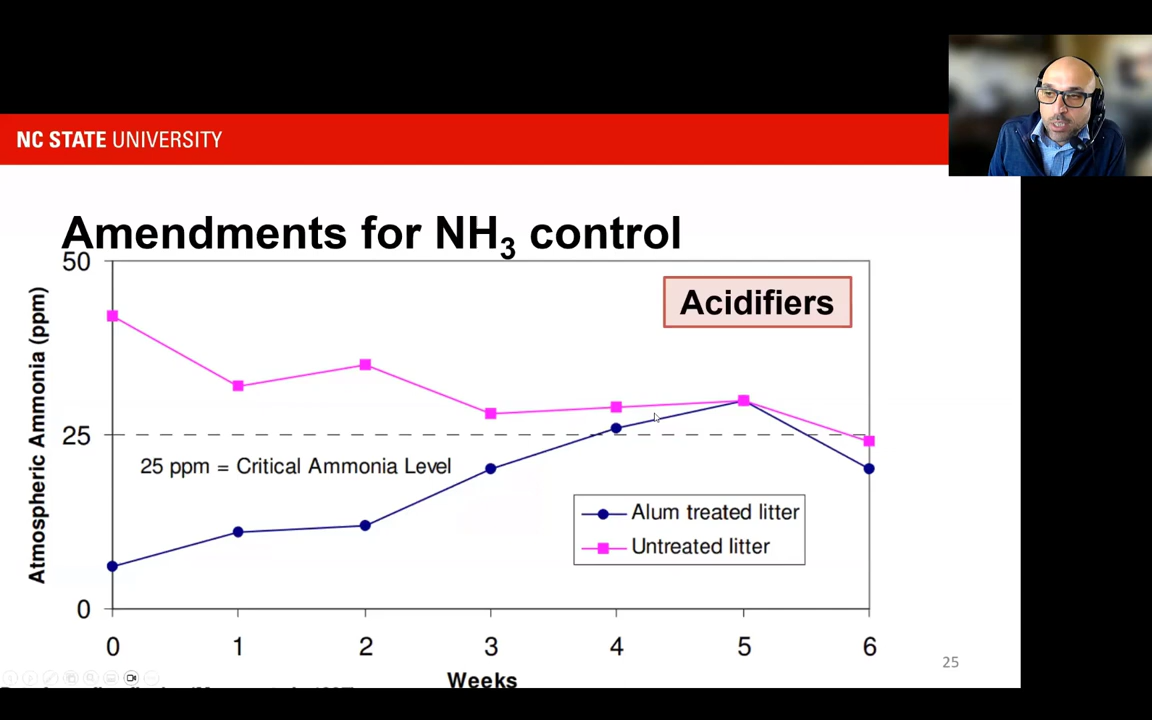 NC STATE UNIVERSITY
Amendments for NH3 control
50
Acidifiers
Atmospheric Ammonia (ppm)
25
25 ppm = Critical Ammonia Level
Alum treated litter
Untreated litter
0
0 1 2 3 4 5 6
25
Weeks